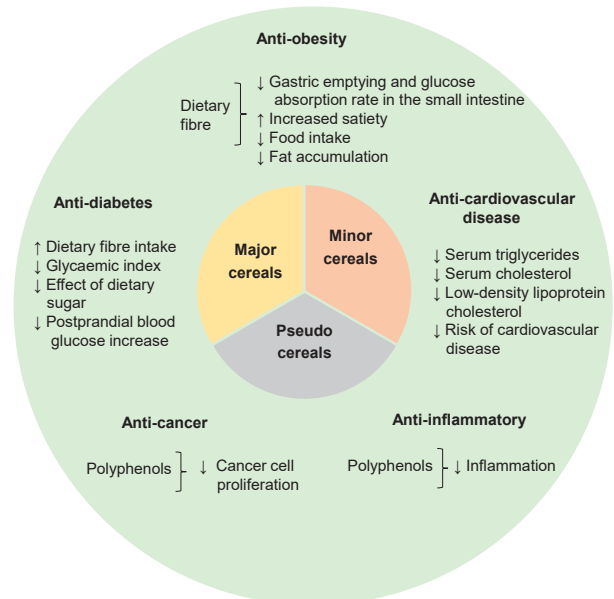 Anti-obesity
Dietary
fibre
↓ Gastric emptying and glucose
absorption rate in the small intestine
↑ Increased satiety
↓ Food intake
↓ Fat accumulation
Anti-diabetes
↑ Dietary fibre intake
↓ Glycaemic index
↓ Effect of dietary
sugar
↓ Postprandial blood
glucose increase
Major
cereals
Minor
cereals
Pseudo
cereals
Anti-cardiovascular
disease
↓ Serum triglycerides
↓ Serum cholesterol
↓ Low-density lipoprotein
cholesterol
↓ Risk of cardiovascular
disease
Anti-cancer
Polyphenols
↓ Cancer cell
proliferation
Anti-inflammatory
Polyphenols
↓ Inflammation